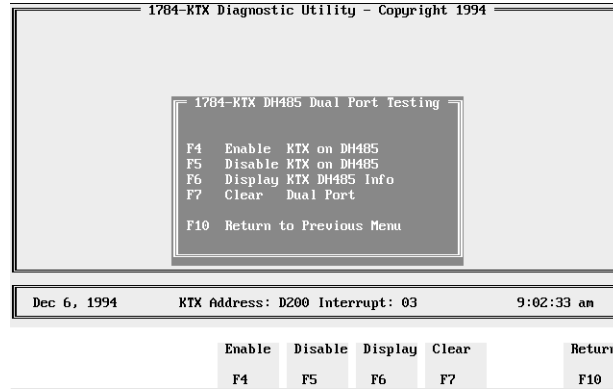 1784-KTX Diagnostic Utility - Copyright 1994
1784-KTX DH485 Dual Port Testing
F4 Enable KTX on DH485
F5 Disable KTX on DH485
F6 Display KTX DH485 Info
F7 Clear Dual Port
F10 Return to Previous Menu
Dec 6, 1994 KTX Address: D200 Interrupt: 03 9:02:33 am
Enable Disable Display Clear Return
F4 F5 F6 F7 F10